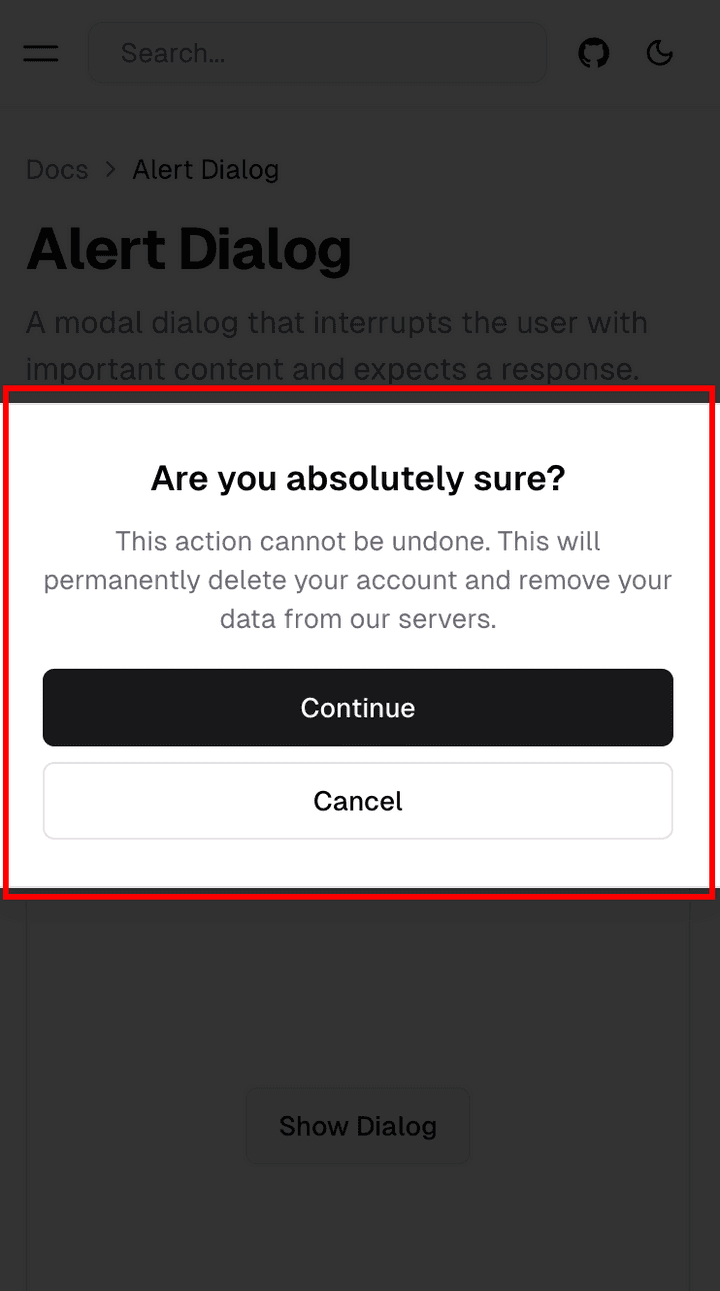 Search...
Docs > Alert Dialog
Alert Dialog
A modal dialog that interrupts the user with
important content and expects a response.
Are you absolutely sure?
This action cannot be undone. This will
permanently delete your account and remove your
data from our servers.
Continue
Cancel
Show Dialog